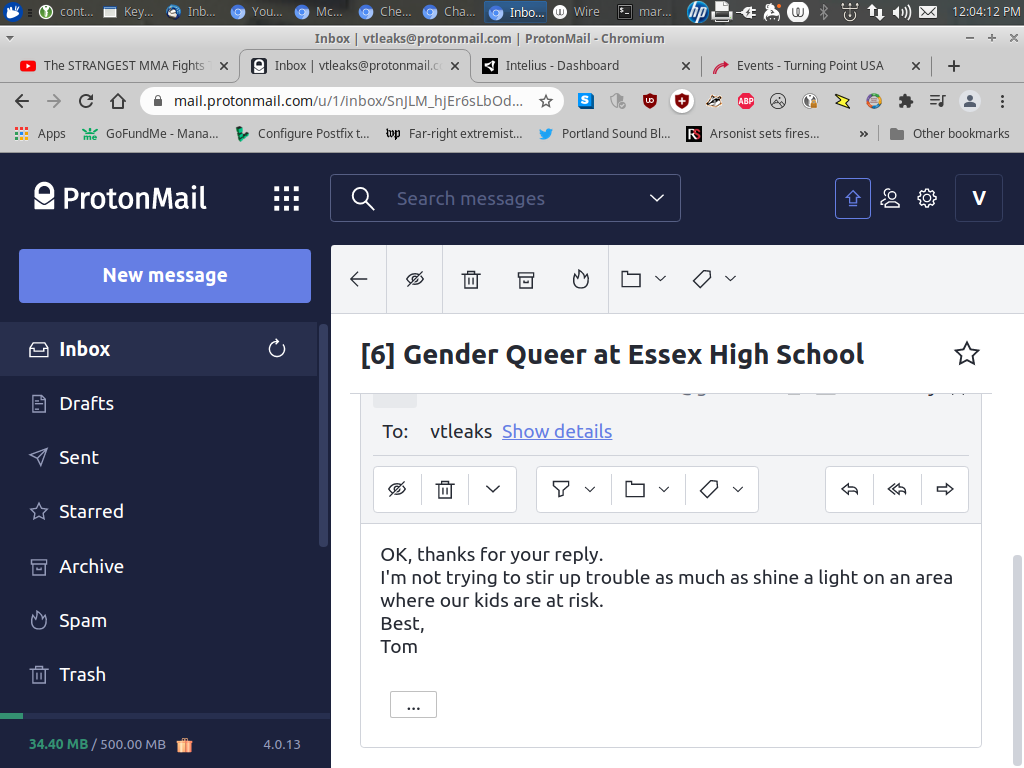 cont... Key... Inb... You... Mc... Che... Cha... Inbo... Wire mar... 12:04:12 PM
Inbox | vtleaks@protonmail.com | ProtonMail - Chromium
The STRANGEST MMA Fights
Inbox | vtleaks@protonmail.c
Intelius - Dashboard
Events - Turning Point USA
mail.protonmail.com/u/1/inbox/SnJLM_hjEr6sLbOd...
Apps GoFundMe - Mana... Configure Postfix t... Far-right extremist... Portland Sound Bl... Arsonist sets fires... » Other bookmarks
ProtonMail
Search messages
V
New message
Inbox
Drafts
Sent
Starred
Archive
Spam
Trash
34.40 MB / 500.00 MB 4.0.13
[6] Gender Queer at Essex High School
To: vtleaks Show details
OK, thanks for your reply.
I'm not trying to stir up trouble as much as shine a light on an area
where our kids are at risk.
Best,
Tom
...